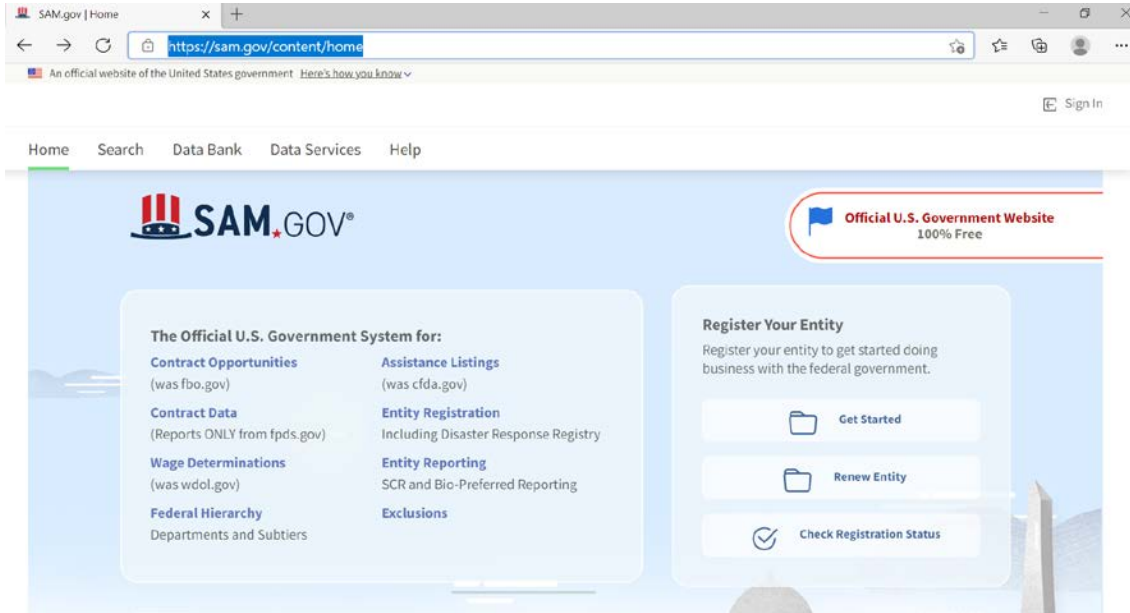 SAM.gov | Home
https://sam.gov/content/home
An official website of the United States government Here's how you know
Sign In
Home Search Data Bank Data Services Help
SAM.GOV®
Official U.S. Government Website
100% Free
The Official U.S. Government System for:
Contract Opportunities
(was fbo.gov)
Contract Data
(Reports ONLY from fpds.gov)
Wage Determinations
(was wdol.gov)
Federal Hierarchy
Departments and Subtiers
Assistance Listings
(was cfda.gov)
Entity Registration
Including Disaster Response Registry
Entity Reporting
SCR and Bio-Preferred Reporting
Exclusions
Register Your Entity
Register your entity to get started doing
business with the federal government.
Get Started
Renew Entity
Check Registration Status